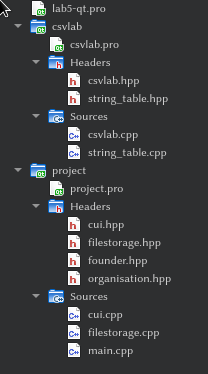 lab5-qt.pro
csvlab
csvlab.pro
Headers
csvlab.hpp
string_table.hpp
Sources
csvlab.cpp
string_table.cpp
project
project.pro
Headers
cui.hpp
filestorage.hpp
founder.hpp
organisation.hpp
Sources
cui.cpp
filestorage.cpp
main.cpp